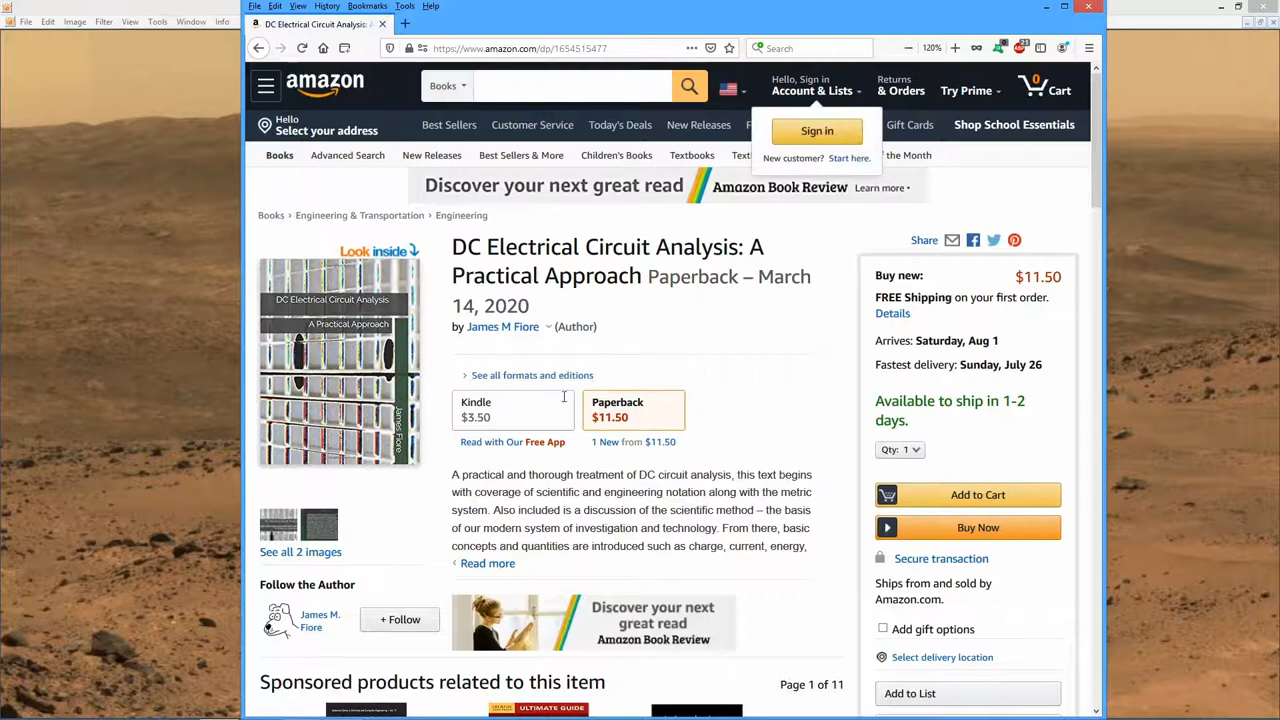 File Edit View History Bookmarks Tools Help
File Edit Image Filter View Tools Window Info
DC Electrical Circuit Analysis: A
https://www.amazon.com/dp/1654515477
Search
120%
amazon
Books
Hello, Sign in
Account & Lists
Returns
& Orders
Try Prime
0
Cart
Hello
Select your address
Best Sellers Customer Service Today's Deals New Releases
Gift Cards
Shop School Essentials
Sign in
New customer? Start here.
Books Advanced Search New Releases Best Sellers & More Children's Books Textbooks
the Month
Discover your next great read
Amazon Book Review Learn more
Books › Engineering & Transportation › Engineering
Look inside
DC Electrical Circuit Analysis
A Practical Approach
James Fiore
See all 2 images
Follow the Author
James M.
Fiore
+ Follow
DC Electrical Circuit Analysis: A
Practical Approach Paperback – March
14, 2020
by James M Fiore (Author)
› See all formats and editions
Kindle
$3.50
Paperback
$11.50
Read with Our Free App
1 New from $11.50
A practical and thorough treatment of DC circuit analysis, this text begins
with coverage of scientific and engineering notation along with the metric
system. Also included is a discussion of the scientific method – the basis
of our modern system of investigation and technology. From there, basic
concepts and quantities are introduced such as charge, current, energy,
Read more
Discover your next
great read
Amazon Book Review
Share
Buy new: $11.50
FREE Shipping on your first order.
Details
Arrives: Saturday, Aug 1
Fastest delivery: Sunday, July 26
Available to ship in 1-2
days.
Qty: 1
Add to Cart
Buy Now
Secure transaction
Ships from and sold by
Amazon.com.
Add gift options
Select delivery location
Add to List
Sponsored products related to this item
Page 1 of 11
ULTIMATE GUIDE